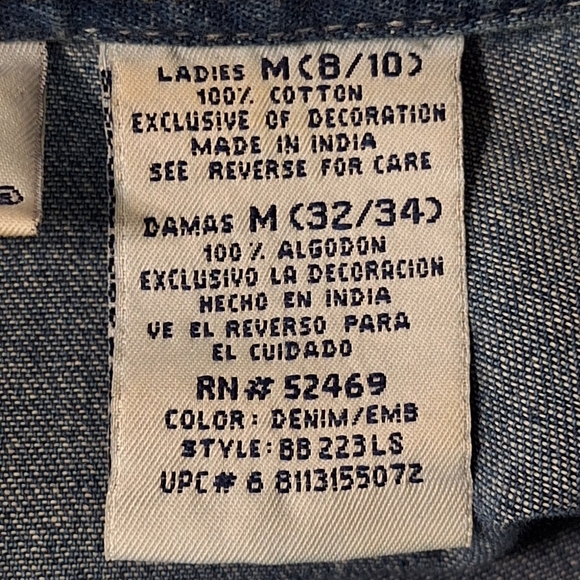 LADIES M (8/10)
100% COTTON
EXCLUSIVE OF DECORATION
MADE IN INDIA
SEE REVERSE FOR CARE
DAMAS M (32/34)
100% ALGODON
EXCLUSIVO LA DECORACION
HECHO EN INDIA
VE EL REVERSO PARA
EL CUIDADO
RN# 52469
COLOR: DENIM/EMB
STYLE: BB223LS
UPC# 6 8113155072